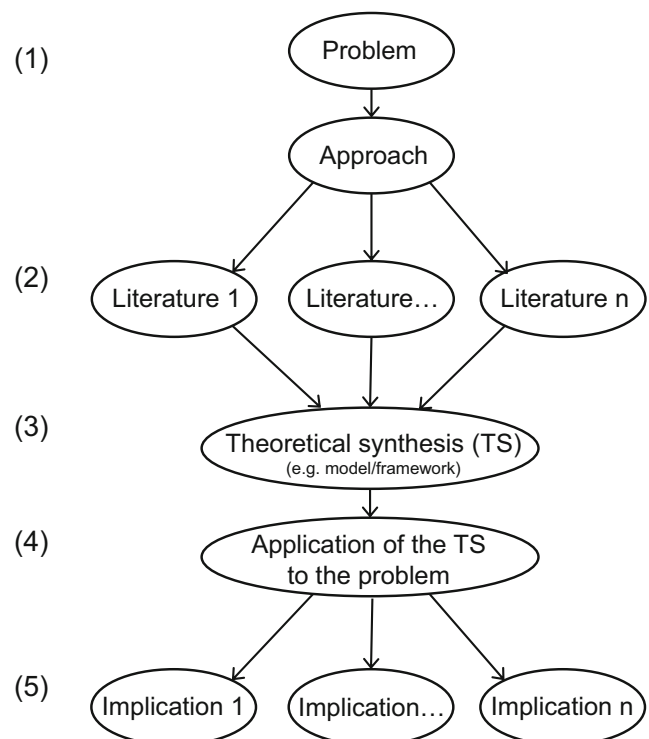 (1)
Problem
Approach
(2)
Literature 1
Literature…
Literature n
(3)
Theoretical synthesis (TS)
(e.g. model/framework)
(4)
Application of the TS
to the problem
(5)
Implication 1
Implication…
Implication n